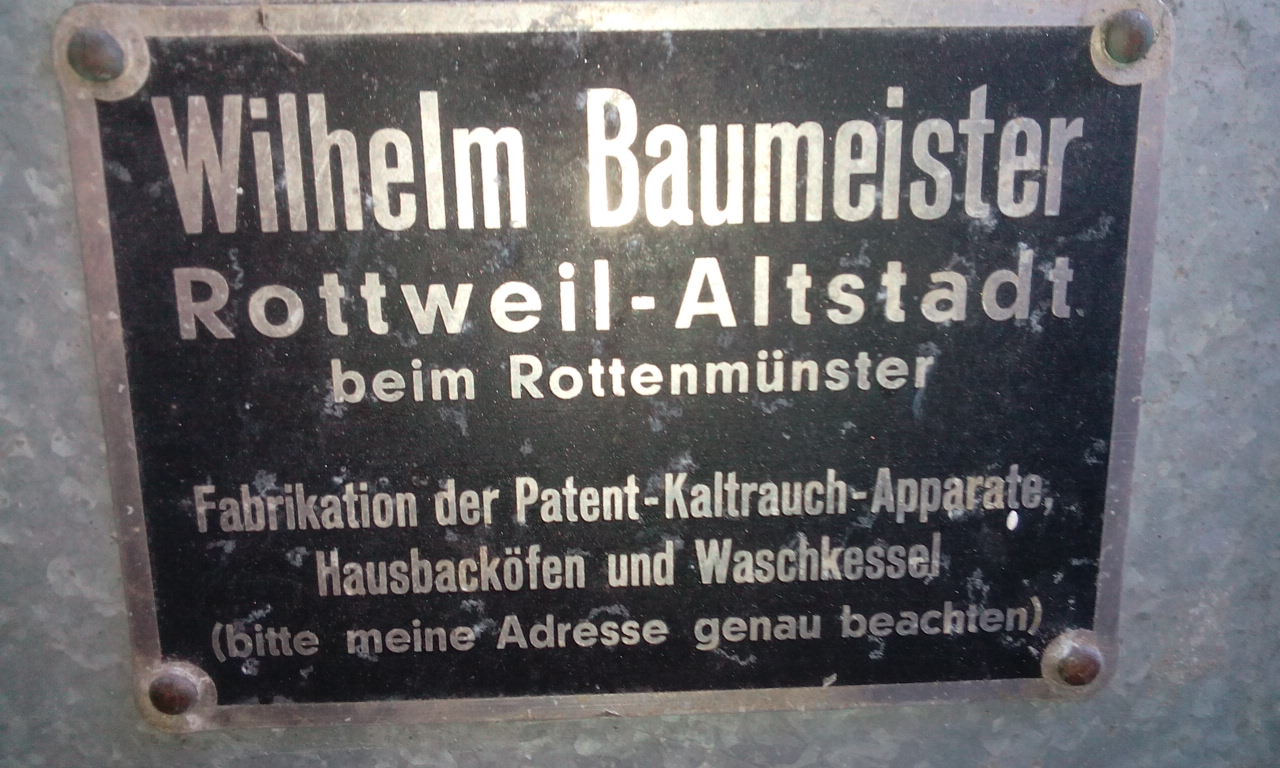 Wilhelm Baumeister
Rottweil-Altstadt
beim Rottenmünster
Fabrikation der Patent-Kaltrauch-Apparate,
Hausbacköfen und Waschkessel
(bitte meine Adresse genau beachten)